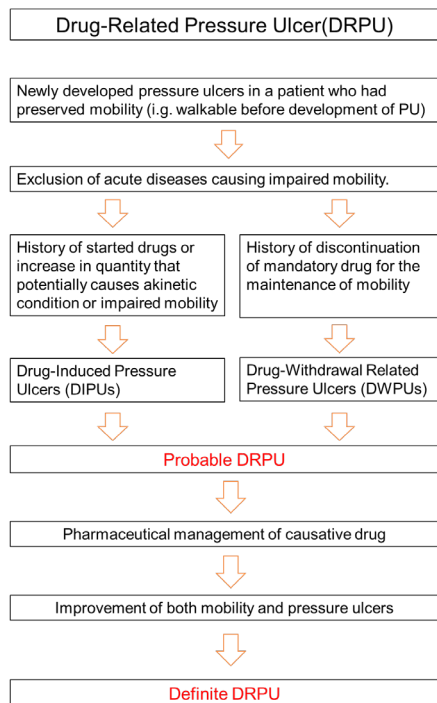 Drug-Related Pressure Ulcer(DRPU)
Newly developed pressure ulcers in a patient who had
preserved mobility (i.g. walkable before development of PU)
Exclusion of acute diseases causing impaired mobility.
History of started drugs or
increase in quantity that
potentially causes akinetic
condition or impaired mobility
History of discontinuation
of mandatory drug for the
maintenance of mobility
Drug-Induced Pressure
Ulcers (DIPUs)
Drug-Withdrawal Related
Pressure Ulcers (DWPUs)
Probable DRPU
Pharmaceutical management of causative drug
Improvement of both mobility and pressure ulcers
Definite DRPU